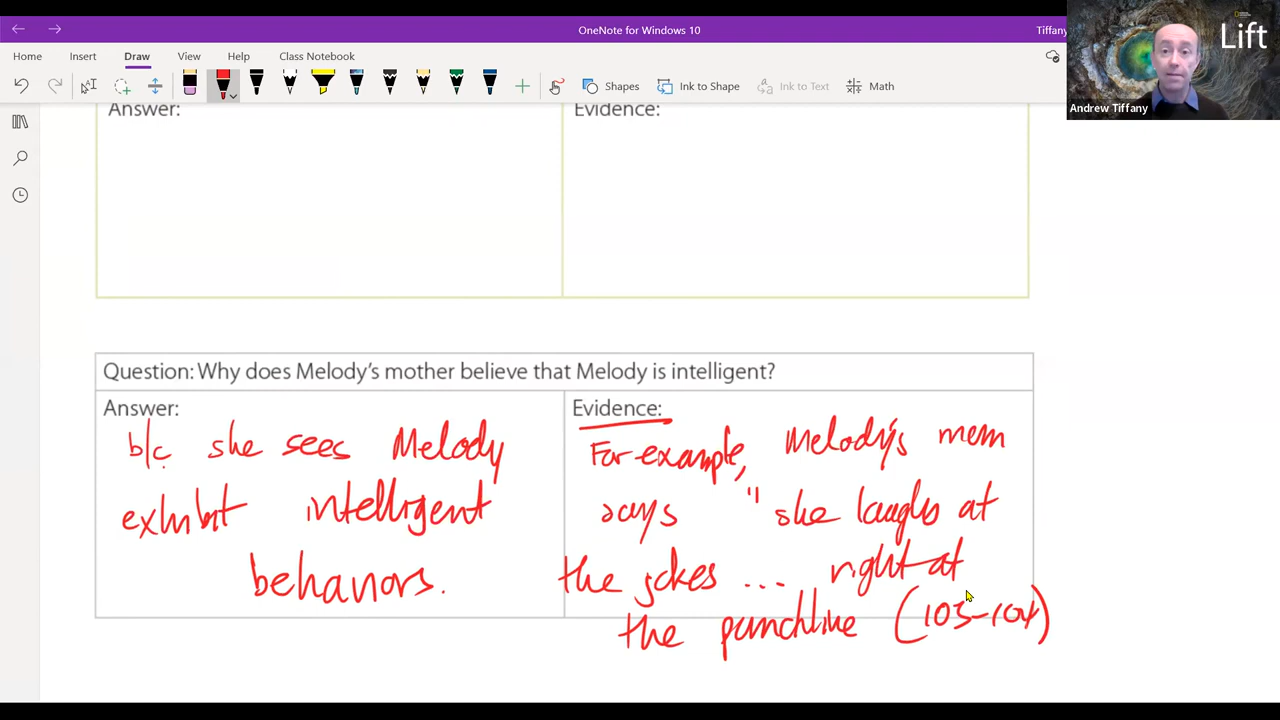 OneNote for Windows 10
Tiffany
Lift
Andrew Tiffany
Home Insert Draw View Help Class Notebook
Shapes Ink to Shape Ink to Text Math
Answer: Evidence:
Question: Why does Melody's mother believe that Melody is intelligent?
Answer:
b/c she sees Melody
exhibit intelligent
behaviors.
Evidence:
For example, Melody's mom
says "she laughs at
the jokes ... right at
the punchline (103-104)